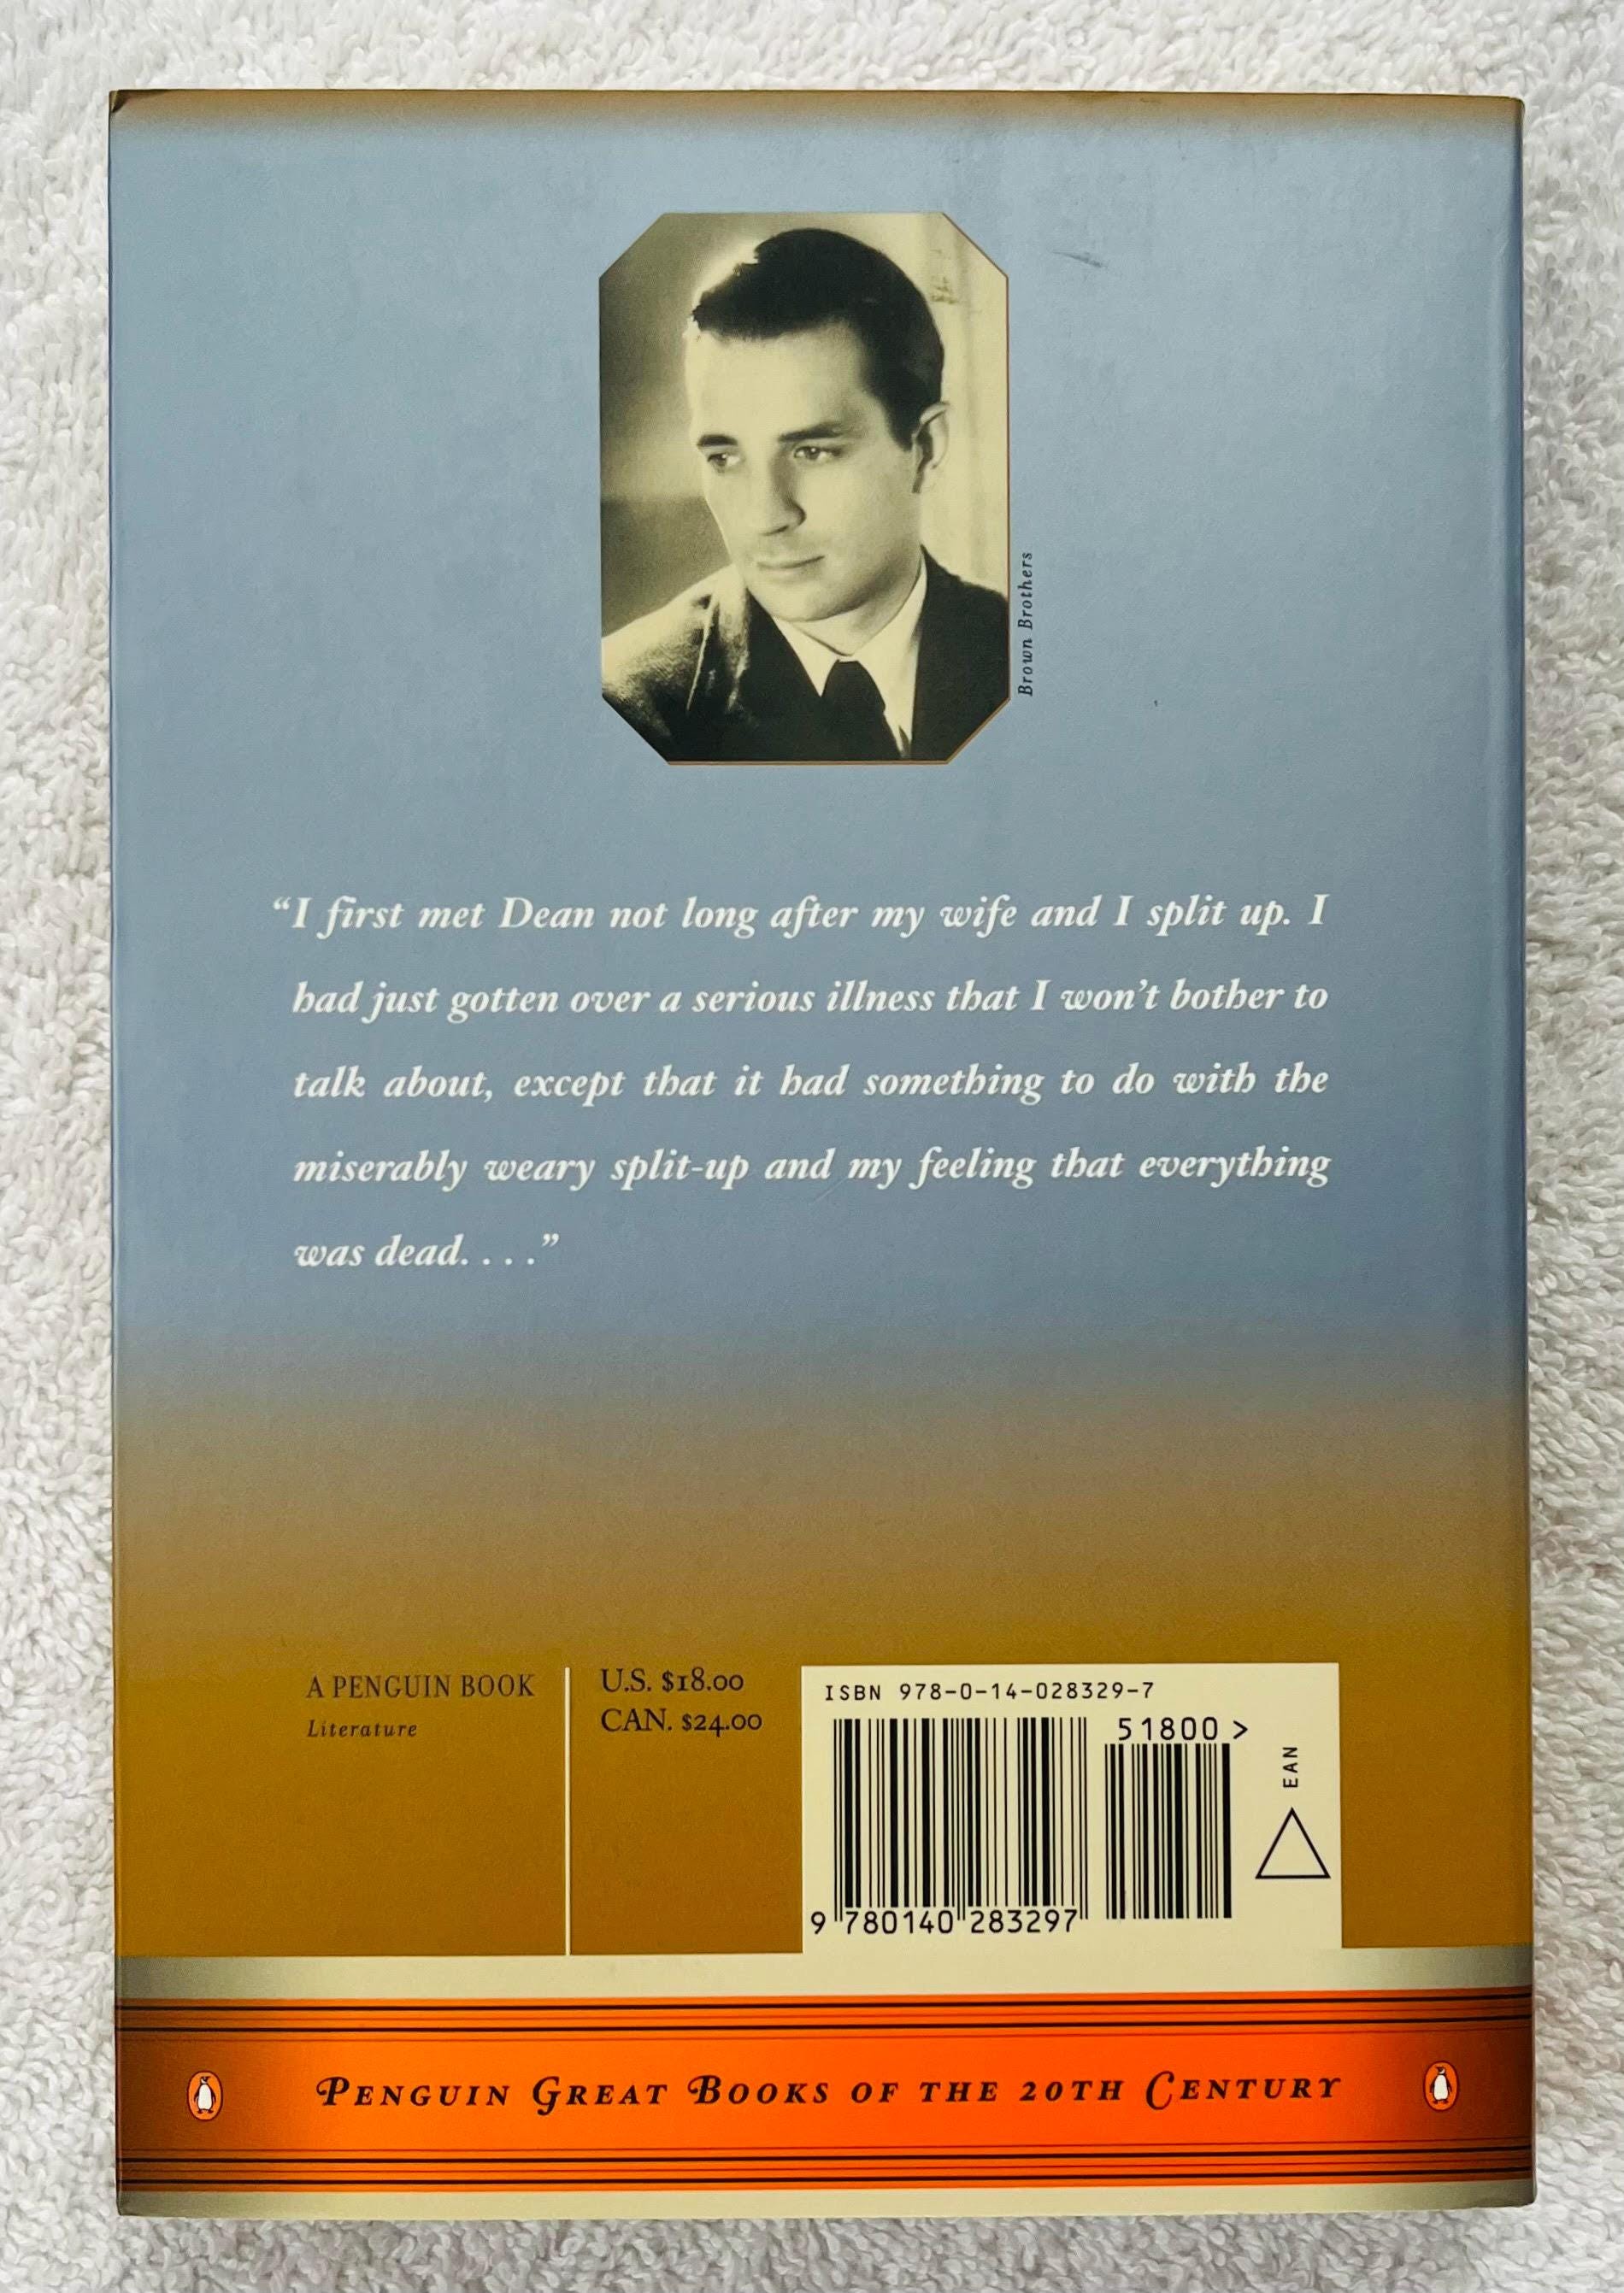 Brown Brothers
“I first met Dean not long after my wife and I split up. I
had just gotten over a serious illness that I won’t bother to
talk about, except that it had something to do with the
miserably weary split-up and my feeling that everything
was dead. . . .”
A PENGUIN BOOK
Literature
U.S. $18.00
CAN. $24.00
ISBN 978-0-14-028329-7
51800 >
EAN
9 780140 283297
PENGUIN GREAT BOOKS OF THE 20TH CENTURY